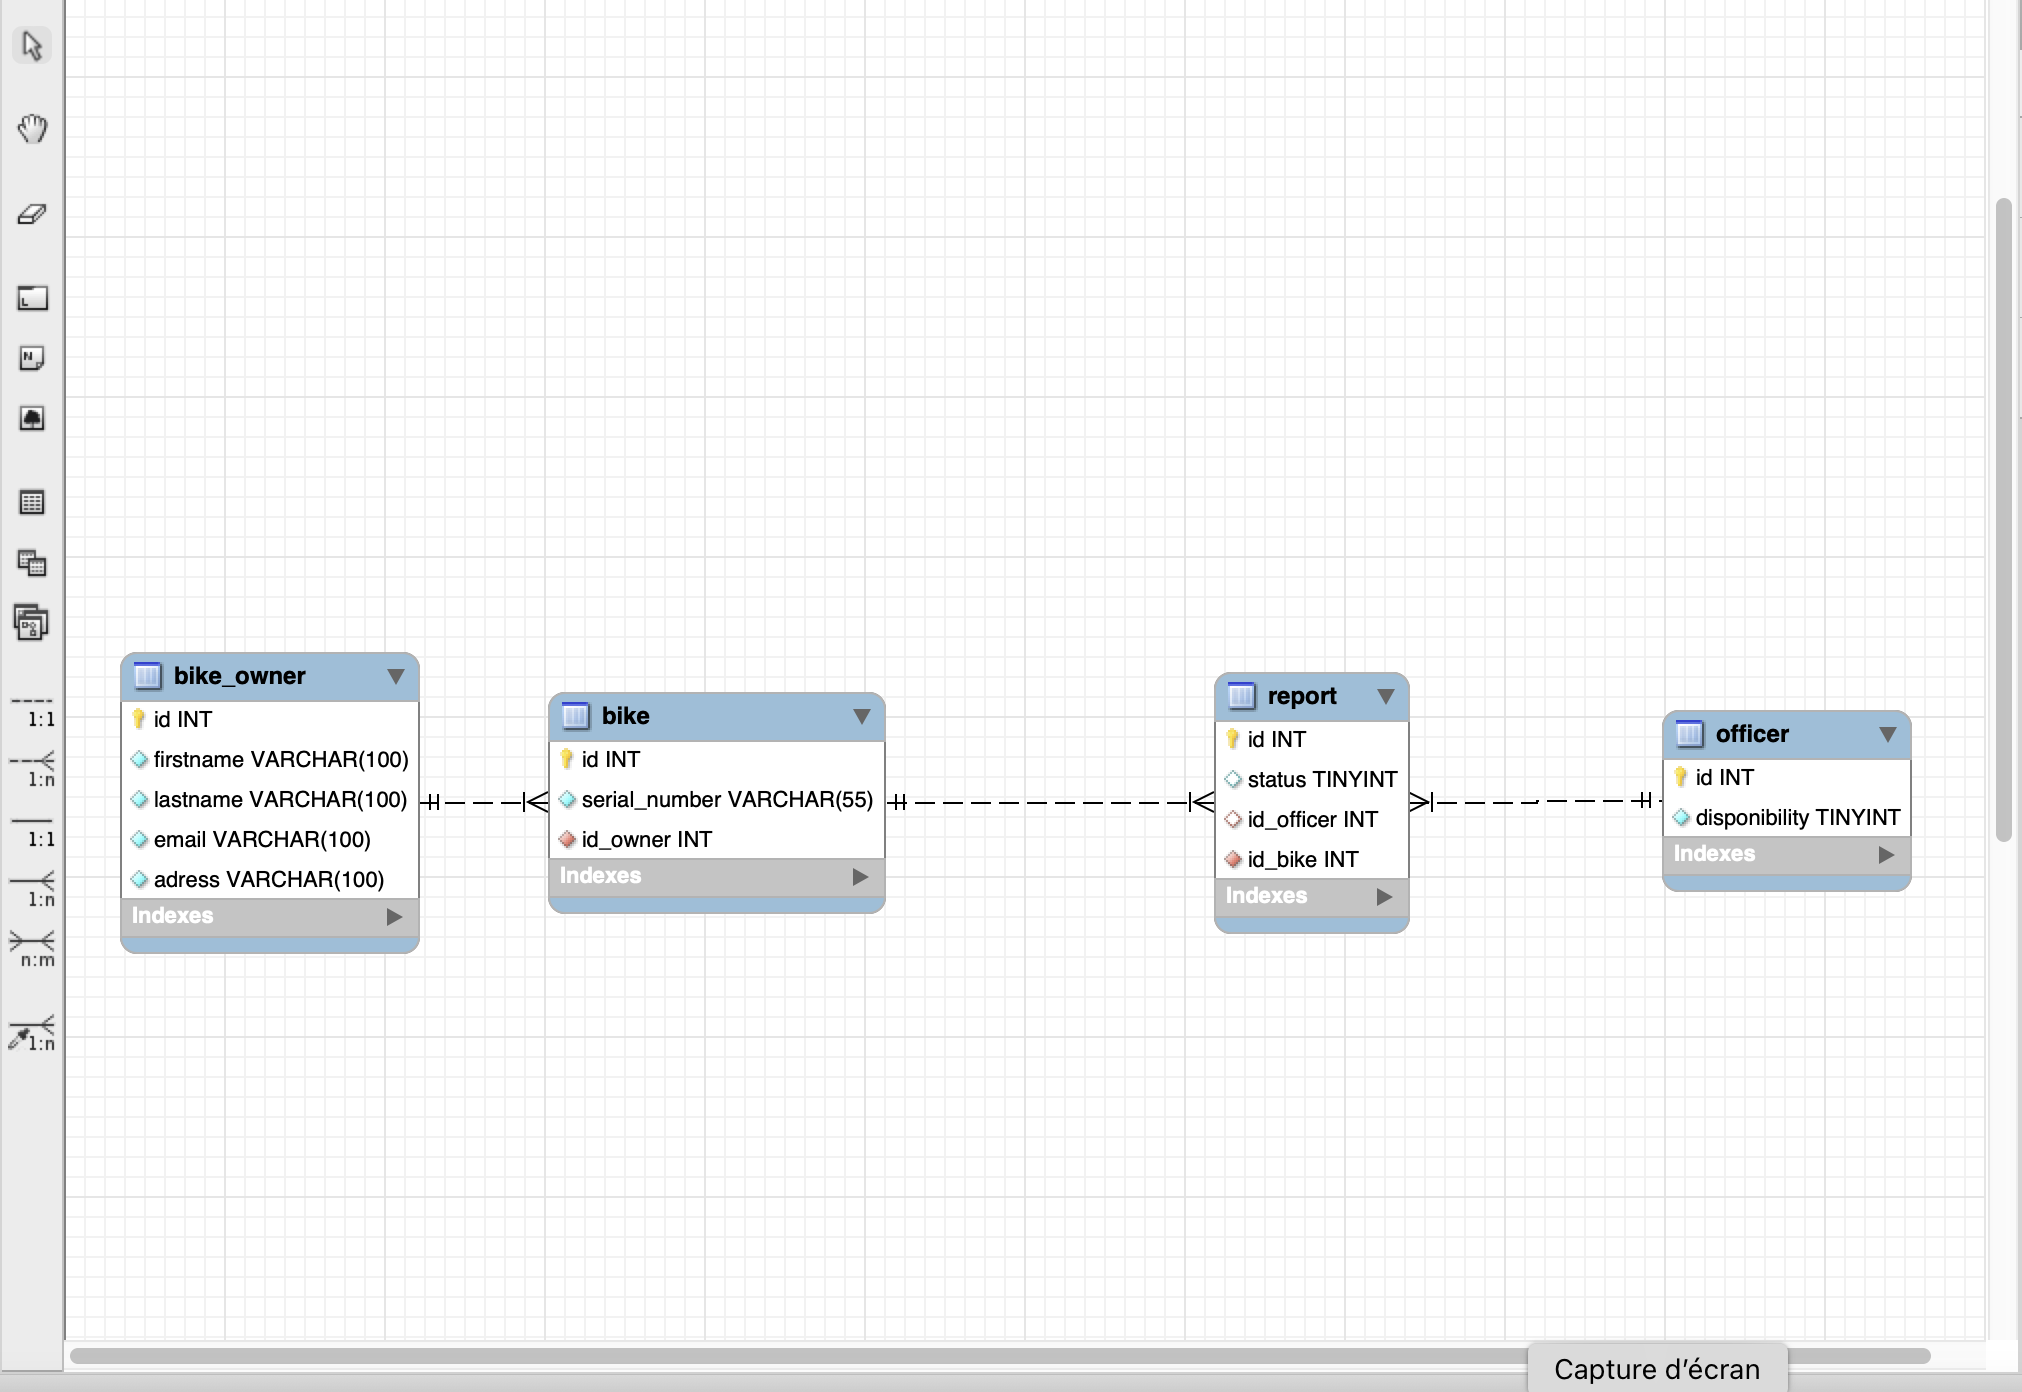 1:1
1:n
1:1
1:n
n:m
1:n
bike_owner
id INT
firstname VARCHAR(100)
lastname VARCHAR(100)
email VARCHAR(100)
adress VARCHAR(100)
Indexes
bike
id INT
serial_number VARCHAR(55)
id_owner INT
Indexes
report
id INT
status TINYINT
id_officer INT
id_bike INT
Indexes
officer
id INT
disponibility TINYINT
Indexes
Capture d’écran